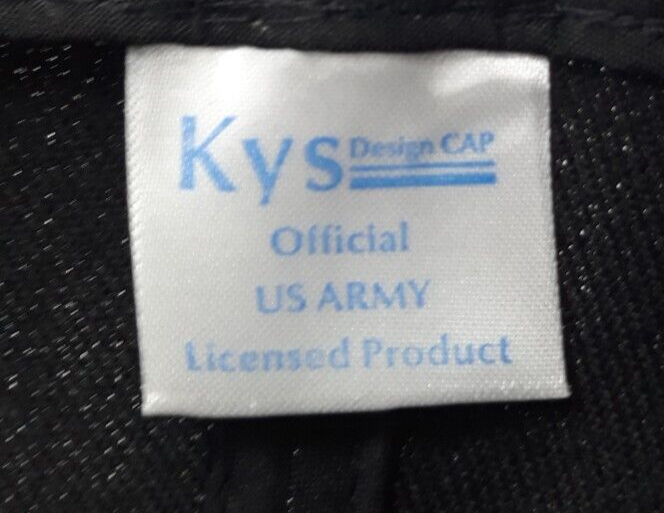 Kys Design CAP
Official
US ARMY
Licensed Product